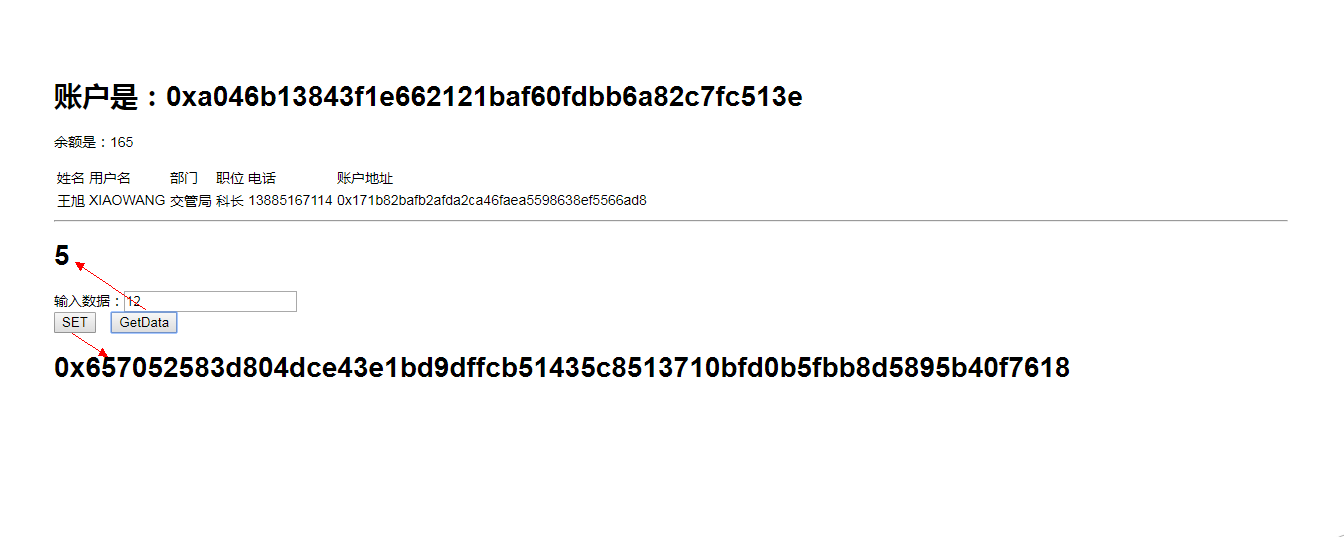 账户是：0xa046b13843f1e662121baf60fdbb6a82c7fc513e
余额是：165
姓名 用户名 部门 职位 电话 账户地址
王旭 XIAOWANG 交管局 科长 13885167114 0x171b82bafb2afda2ca46faea5598638ef5566ad8
5
输入数据：12
SET GetData
0x657052583d804dce43e1bd9dffcb51435c8513710bfd0b5fbb8d5895b40f7618